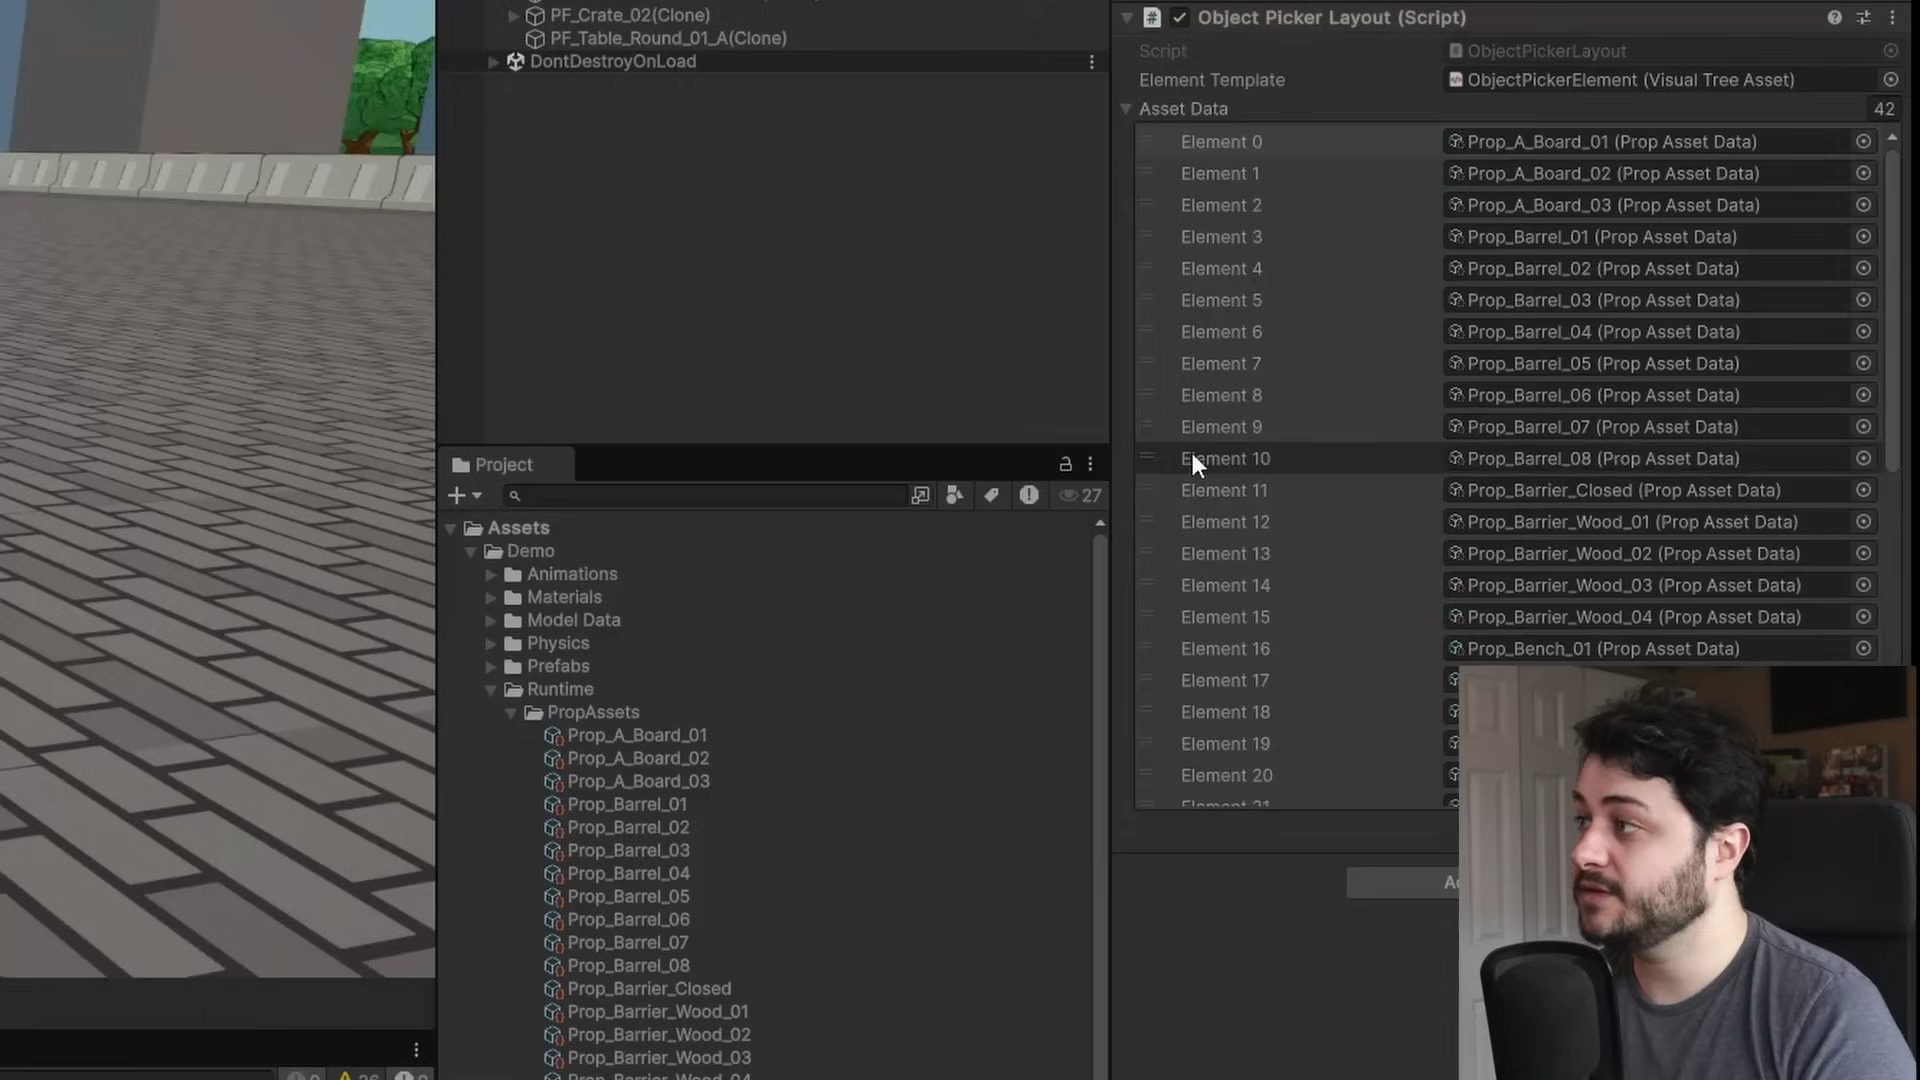 PF_Crate_02(Clone)
PF_Table_Round_01_A(Clone)
DontDestroyOnLoad
Project
27
Assets
Demo
Animations
Materials
Model Data
Physics
Prefabs
Runtime
PropAssets
Prop_A_Board_01
Prop_A_Board_02
Prop_A_Board_03
Prop_Barrel_01
Prop_Barrel_02
Prop_Barrel_03
Prop_Barrel_04
Prop_Barrel_05
Prop_Barrel_06
Prop_Barrel_07
Prop_Barrel_08
Prop_Barrier_Closed
Prop_Barrier_Wood_01
Prop_Barrier_Wood_02
Prop_Barrier_Wood_03
Prop_Barrier_Wood_04
# Object Picker Layout (Script)
Script ObjectPickerLayout
Element Template ObjectPickerElement (Visual Tree Asset)
Asset Data 42
Element 0 Prop_A_Board_01 (Prop Asset Data)
Element 1 Prop_A_Board_02 (Prop Asset Data)
Element 2 Prop_A_Board_03 (Prop Asset Data)
Element 3 Prop_Barrel_01 (Prop Asset Data)
Element 4 Prop_Barrel_02 (Prop Asset Data)
Element 5 Prop_Barrel_03 (Prop Asset Data)
Element 6 Prop_Barrel_04 (Prop Asset Data)
Element 7 Prop_Barrel_05 (Prop Asset Data)
Element 8 Prop_Barrel_06 (Prop Asset Data)
Element 9 Prop_Barrel_07 (Prop Asset Data)
Element 10 Prop_Barrel_08 (Prop Asset Data)
Element 11 Prop_Barrier_Closed (Prop Asset Data)
Element 12 Prop_Barrier_Wood_01 (Prop Asset Data)
Element 13 Prop_Barrier_Wood_02 (Prop Asset Data)
Element 14 Prop_Barrier_Wood_03 (Prop Asset Data)
Element 15 Prop_Barrier_Wood_04 (Prop Asset Data)
Element 16 Prop_Bench_01 (Prop Asset Data)
Element 17
Element 18
Element 19
Element 20
Element 21